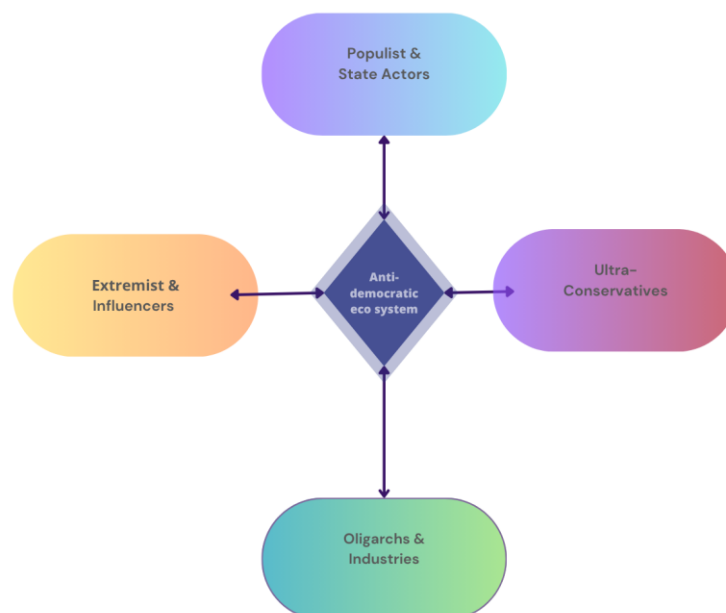 Populist &
State Actors
Extremist &
Influencers
Anti-
democratic
eco system
Ultra-
Conservatives
Oligarchs &
Industries